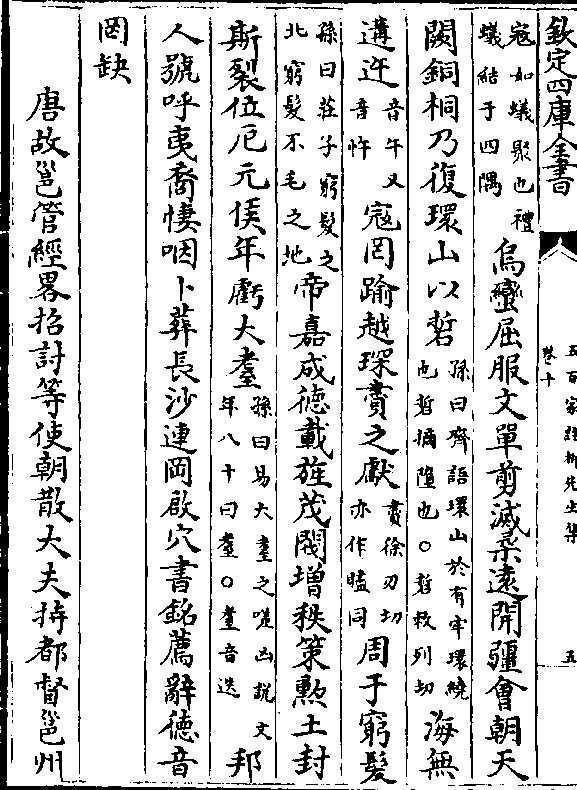 欽定四庫全書
五百家註柳先生集
卷十
五
寇如蟻聚也禮
蟻結于四隅
烏蠻屈服文單剪滅柔遠開疆會朝天
闕銅桐乃復環山以硩
孫曰齊語環山於有牢環繞
也硩擿墮也○硩敕列切
海無
遘迕
音午又
音忤
寇罔踰越琛賮之獻
賮徐刃切
亦作贐同
周于窮髮
孫曰莊子窮髮之
北窮髮不毛之地
帝嘉成德載旌茂閥增秩策勲土封
斯裂位厄元侯年虧大耋
孫曰易大耋之嗟凶說文
年八十曰耋○耋音迭
邦
人號呼夷裔悽咽卜葬長沙連岡啟穴書銘薦辭德音
罔缺
唐故邕管經畧招討等使朝散大夫持都督邕州